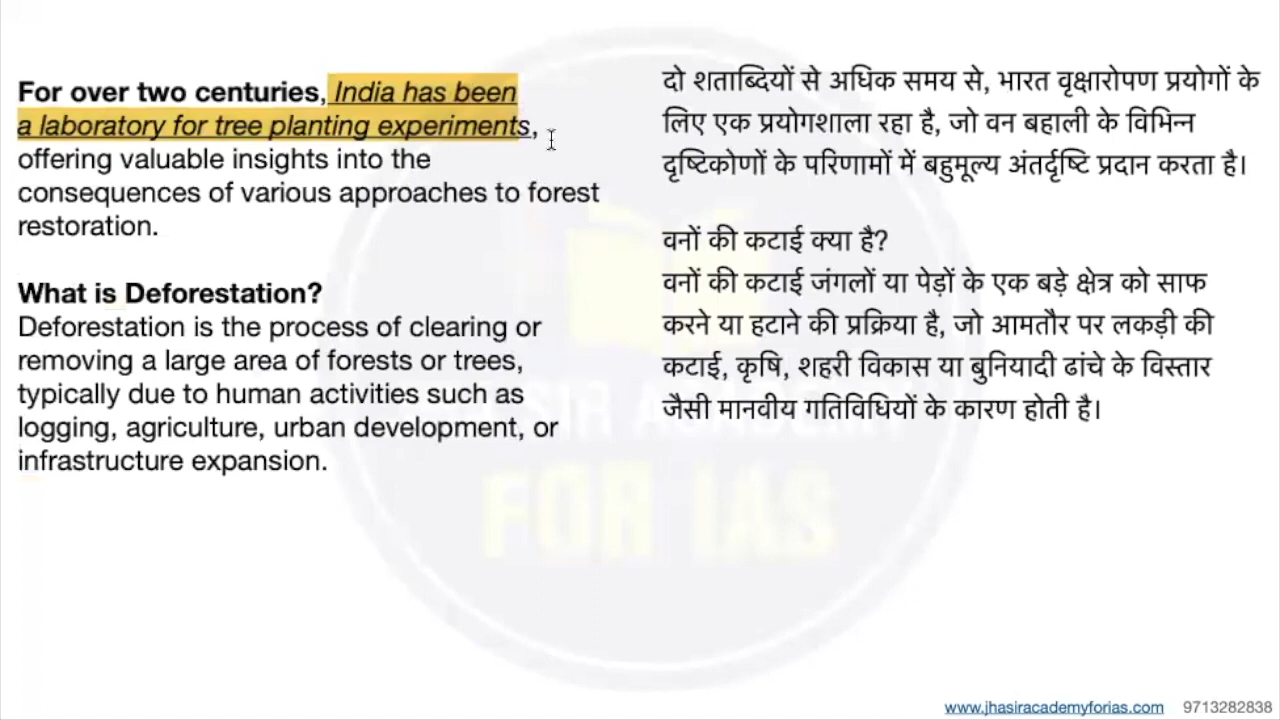 For over two centuries, India has been
a laboratory for tree planting experiments,
offering valuable insights into the
consequences of various approaches to forest
restoration.
What is Deforestation?
Deforestation is the process of clearing or
removing a large area of forests or trees,
typically due to human activities such as
logging, agriculture, urban development, or
infrastructure expansion.
दो शताब्दियों से अधिक समय से, भारत वृक्षारोपण प्रयोगों के
लिए एक प्रयोगशाला रहा है, जो वन बहाली के विभिन्न
दृष्टिकोणों के परिणामों में बहुमूल्य अंतर्दृष्टि प्रदान करता है।
वनों की कटाई क्या है?
वनों की कटाई जंगलों या पेड़ों के एक बड़े क्षेत्र को साफ
करने या हटाने की प्रक्रिया है, जो आमतौर पर लकड़ी की
कटाई, कृषि, शहरी विकास या बुनियादी ढांचे के विस्तार
जैसी मानवीय गतिविधियों के कारण होती है।
SIR ACADEMY
FOR IAS
www.jhasiracademyforias.com 9713282838